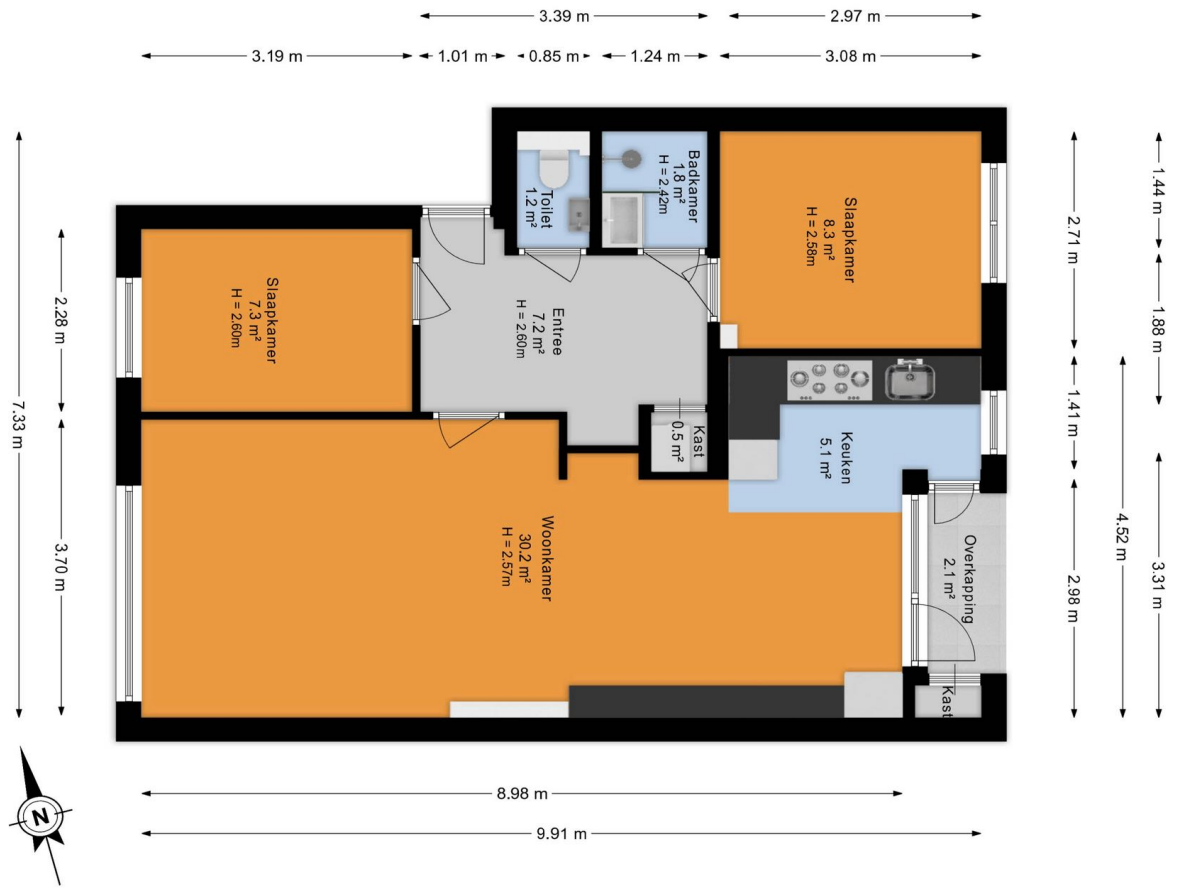 3.39 m
2.97 m
3.19 m
1.01 m
0.85 m
1.24 m
3.08 m
Toilet
1.2 m²
Badkamer
1.8 m²
H = 2.42m
Slaapkamer
8.3 m²
H = 2.58m
Slaapkamer
7.3 m²
H = 2.60m
Entree
7.2 m²
H = 2.60m
Kast
0.5 m²
Keuken
5.1 m²
Woonkamer
30.2 m²
H = 2.57m
Overkapping
2.1 m²
Kast
7.33 m
2.28 m
3.70 m
2.71 m
1.41 m
2.98 m
4.52 m
1.44 m
1.88 m
3.31 m
8.98 m
9.91 m
N